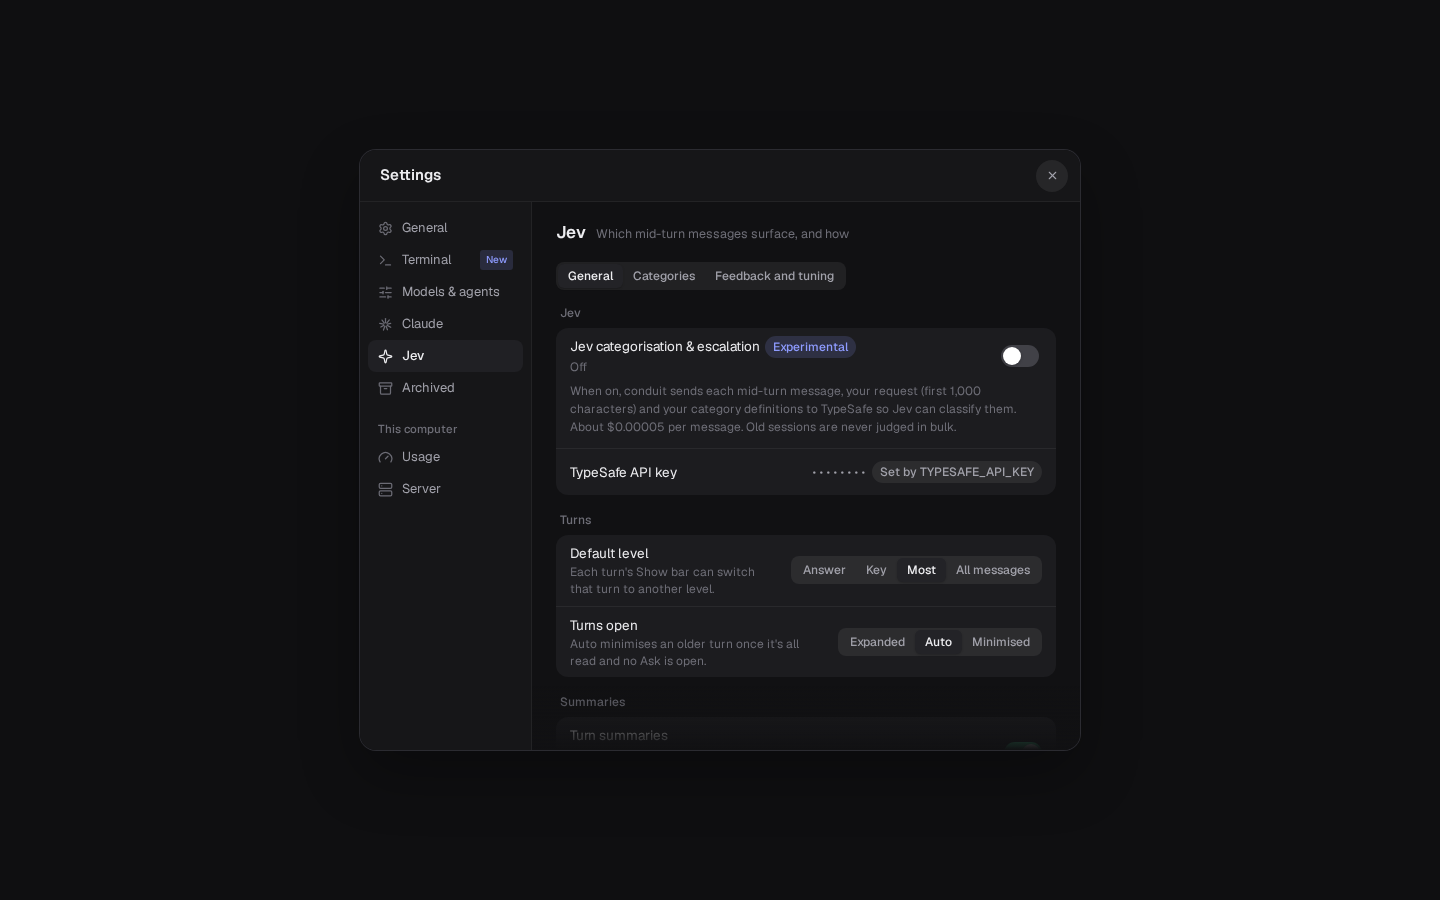 Settings
General
Terminal New
Models & agents
Claude
Jev
Archived
This computer
Usage
Server
Jev Which mid-turn messages surface, and how
General Categories Feedback and tuning
Jev
Jev categorisation & escalation Experimental
Off
When on, conduit sends each mid-turn message, your request (first 1,000
characters) and your category definitions to TypeSafe so Jev can classify them.
About $0.00005 per message. Old sessions are never judged in bulk.
TypeSafe API key •••••••• Set by TYPESAFE_API_KEY
Turns
Default level
Each turn's Show bar can switch
that turn to another level.
Answer Key Most All messages
Turns open
Auto minimises an older turn once it's all
read and no Ask is open.
Expanded Auto Minimised
Summaries
Turn summaries